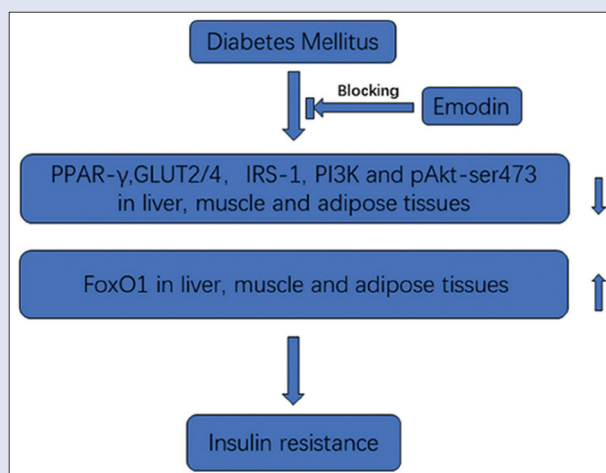 Diabetes Mellitus
Blocking
Emodin
PPAR-γ,GLUT2/4, IRS-1, PI3K and pAkt-ser473
in liver, muscle and adipose tissues
FoxO1 in liver, muscle and adipose tissues
Insulin resistance